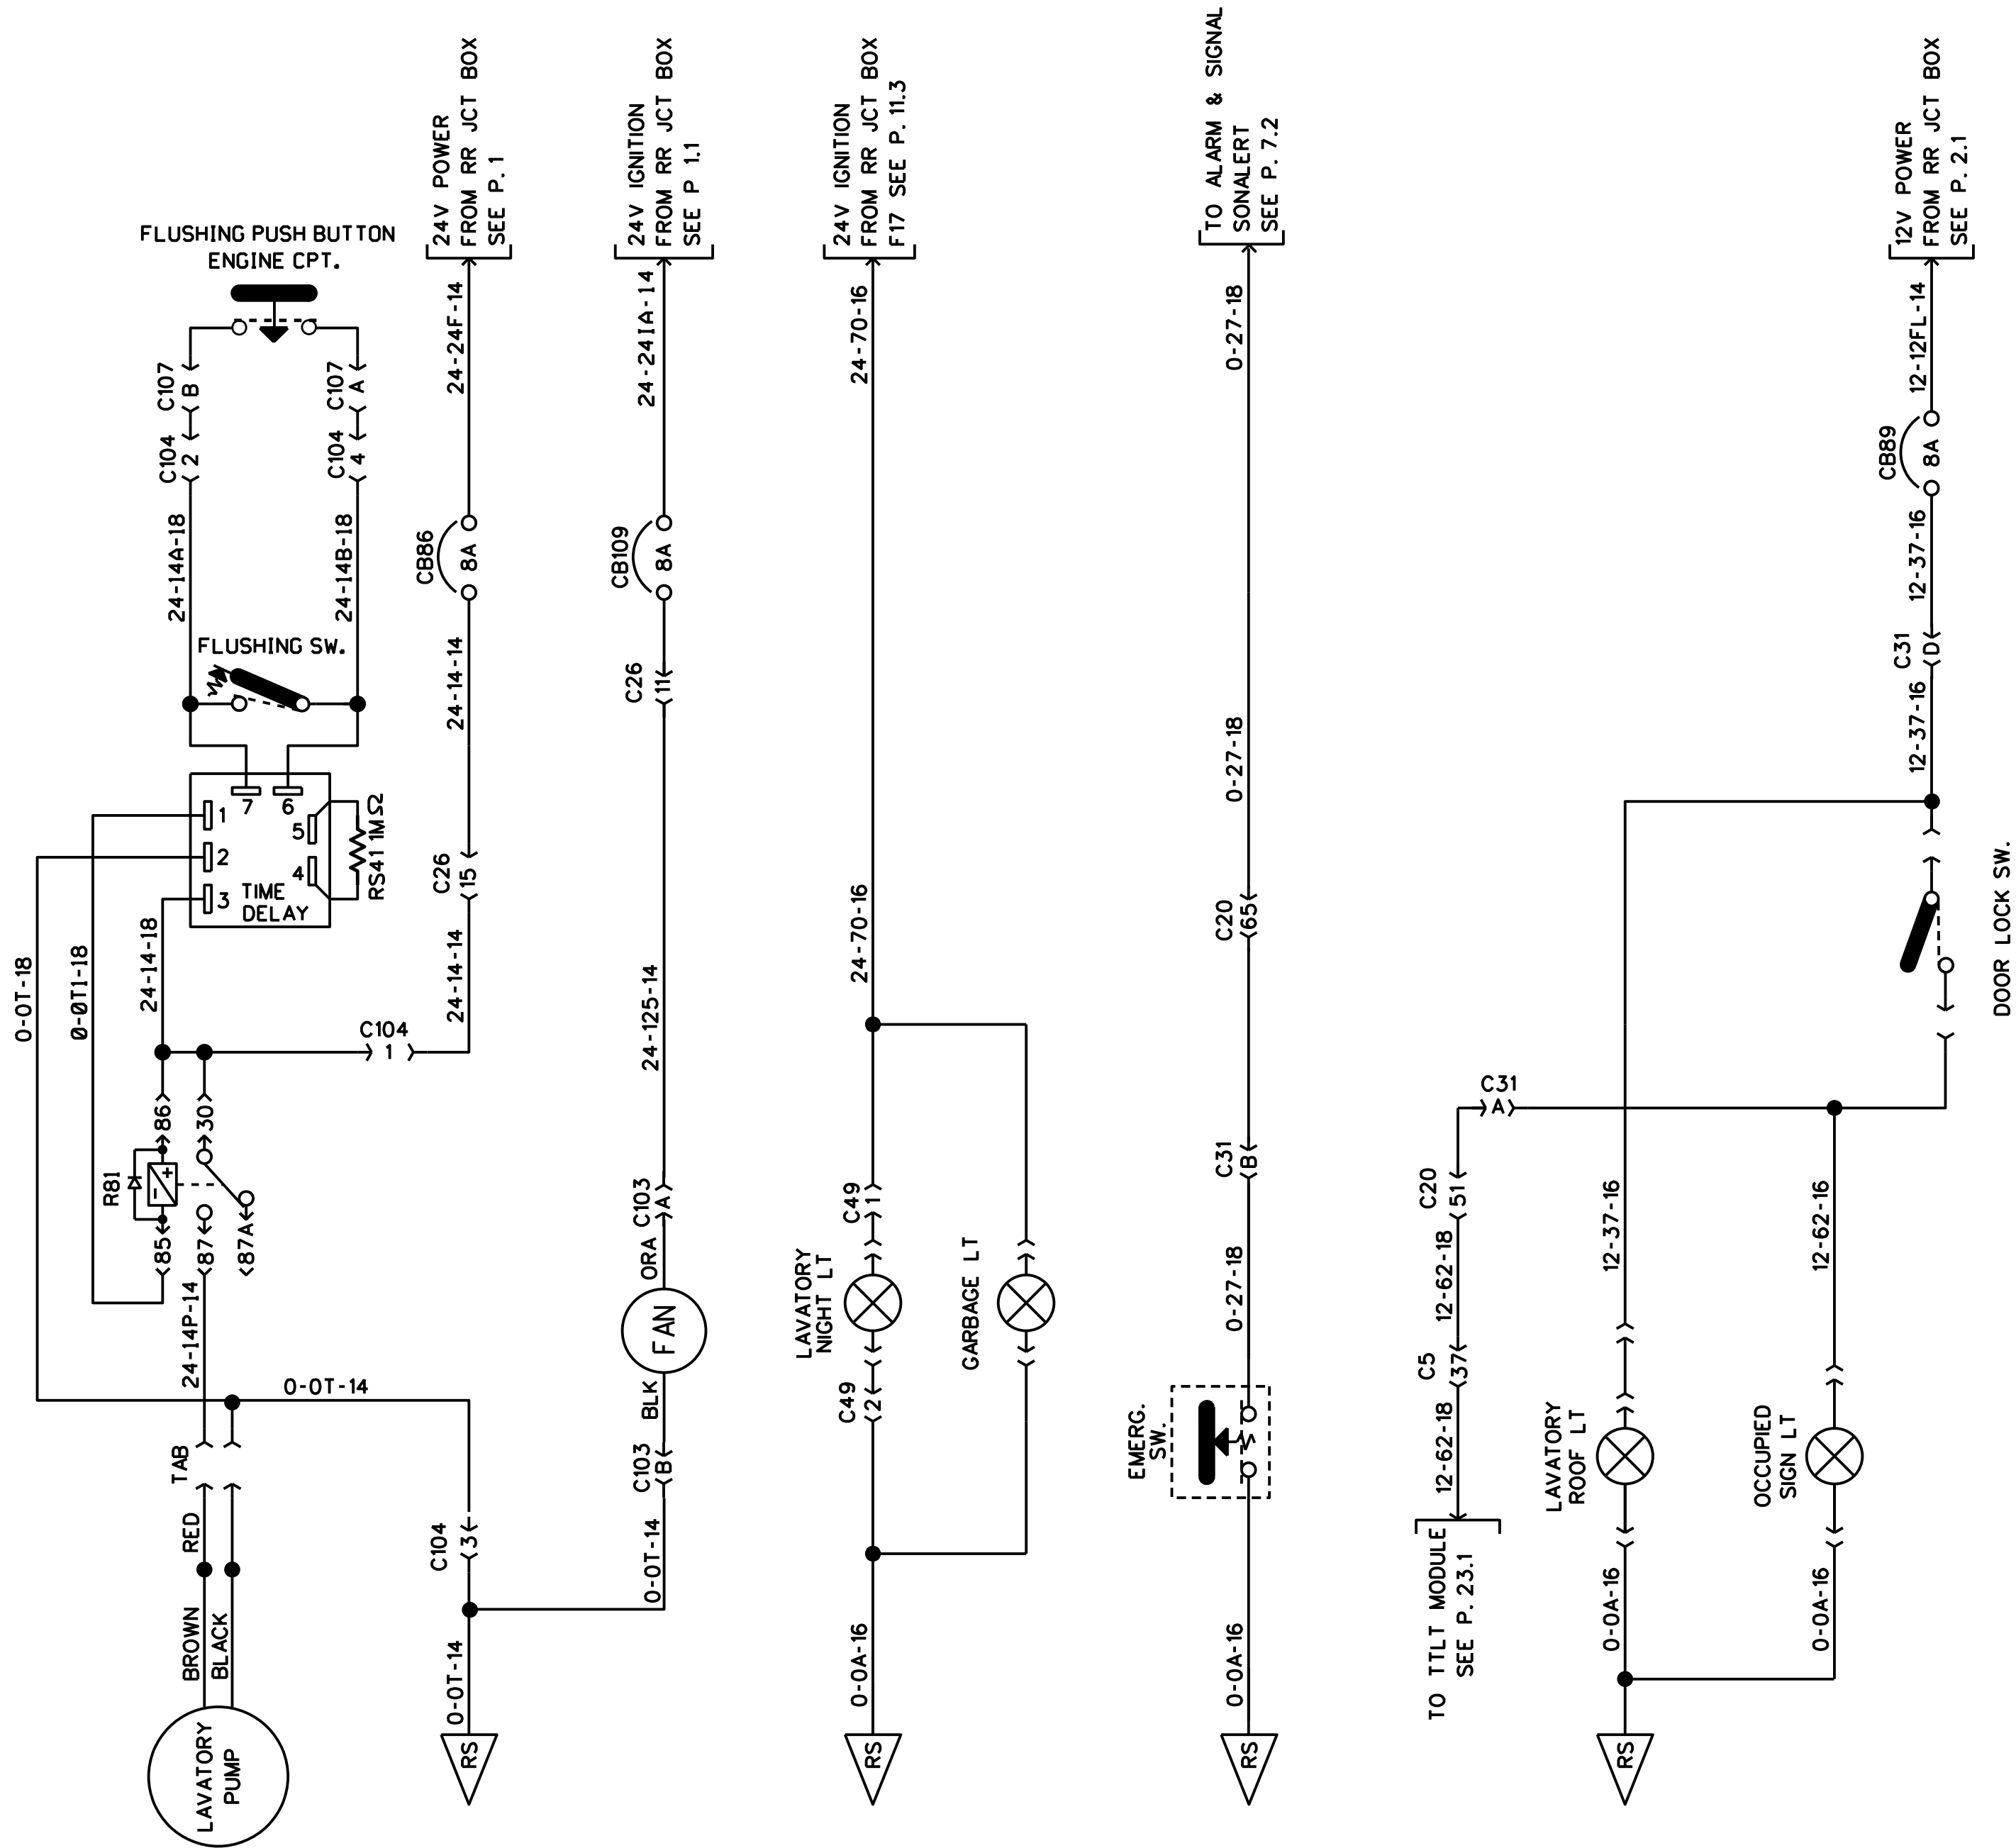 FLUSHING PUSH BUTTON
ENGINE CPT.
C107
B
C107
A
C104
2
C104
4
24-14A-18
24-14B-18
FLUSHING SW.
7
6
1
2
3
5
4
TIME
DELAY
RS41 1MΩ
0-0T-18
0-0T1-18
24-14-18
C104
1
86
30
R81
+
-
85
87
87A
24-14P-14
0-0T-14
TAB
RED
BROWN
BLACK
LAVATORY
PUMP
24V POWER
FROM RR JCT BOX
SEE P. 1
24-24F-14
CB86
8A
24-14-14
C26
15
24-14-14
C104
3
0-0T-14
RS
24V IGNITION
FROM RR JCT BOX
SEE P 1.1
24-24IA-14
CB109
8A
C26
11
24-125-14
C103
A
ORA
FAN
BLK
C103
B
0-0T-14
24V IGNITION
FROM RR JCT BOX
F17 SEE P. 11.3
24-70-16
24-70-16
C49
1
LAVATORY
NIGHT LT
GARBAGE LT
C49
2
0-0A-16
RS
TO ALARM & SIGNAL
SONALERT
SEE P. 7.2
0-27-18
0-27-18
C20
65
C31
B
0-27-18
EMERG.
SW.
0-0A-16
RS
12V POWER
FROM RR JCT BOX
SEE P. 2.1
12-12FL-14
CB89
8A
12-37-16
C31
D
12-37-16
DOOR LOCK SW.
C31
A
C20
51
12-62-18
C5
37
12-62-18
TO TTLT MODULE
SEE P. 23.1
12-37-16
12-62-16
LAVATORY
ROOF LT
OCCUPIED
SIGN LT
0-0A-16
0-0A-16
RS